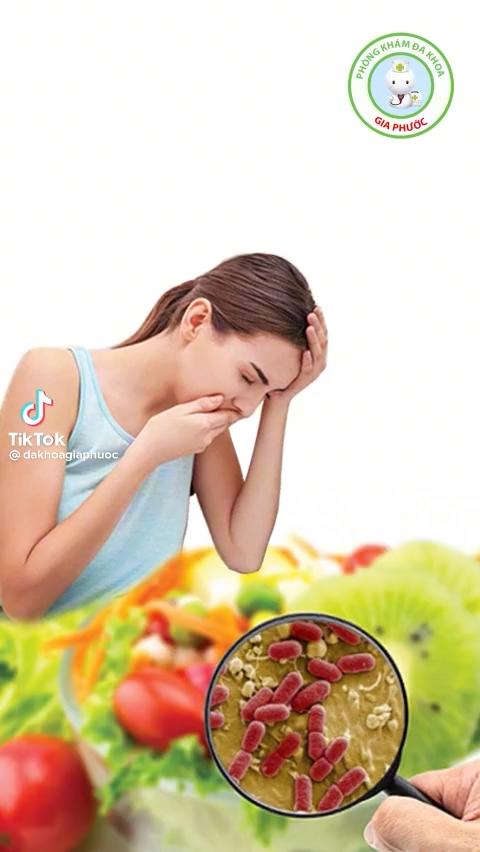 PHÒNG KHÁM ĐA KHOA
GIA PHƯỚC
TikTok
@dakhoagiaphuoc